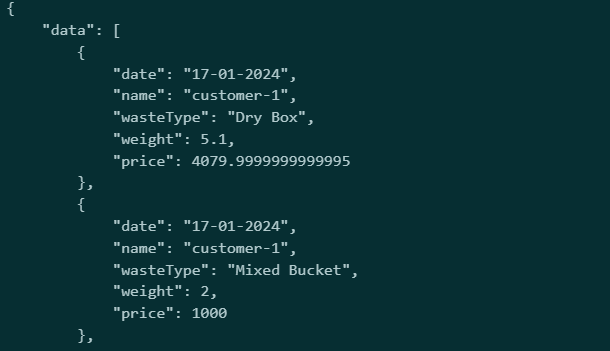 {
    "data": [
        {
            "date": "17-01-2024",
            "name": "customer-1",
            "wasteType": "Dry Box",
            "weight": 5.1,
            "price": 4079.9999999999995
        },
        {
            "date": "17-01-2024",
            "name": "customer-1",
            "wasteType": "Mixed Bucket",
            "weight": 2,
            "price": 1000
        },